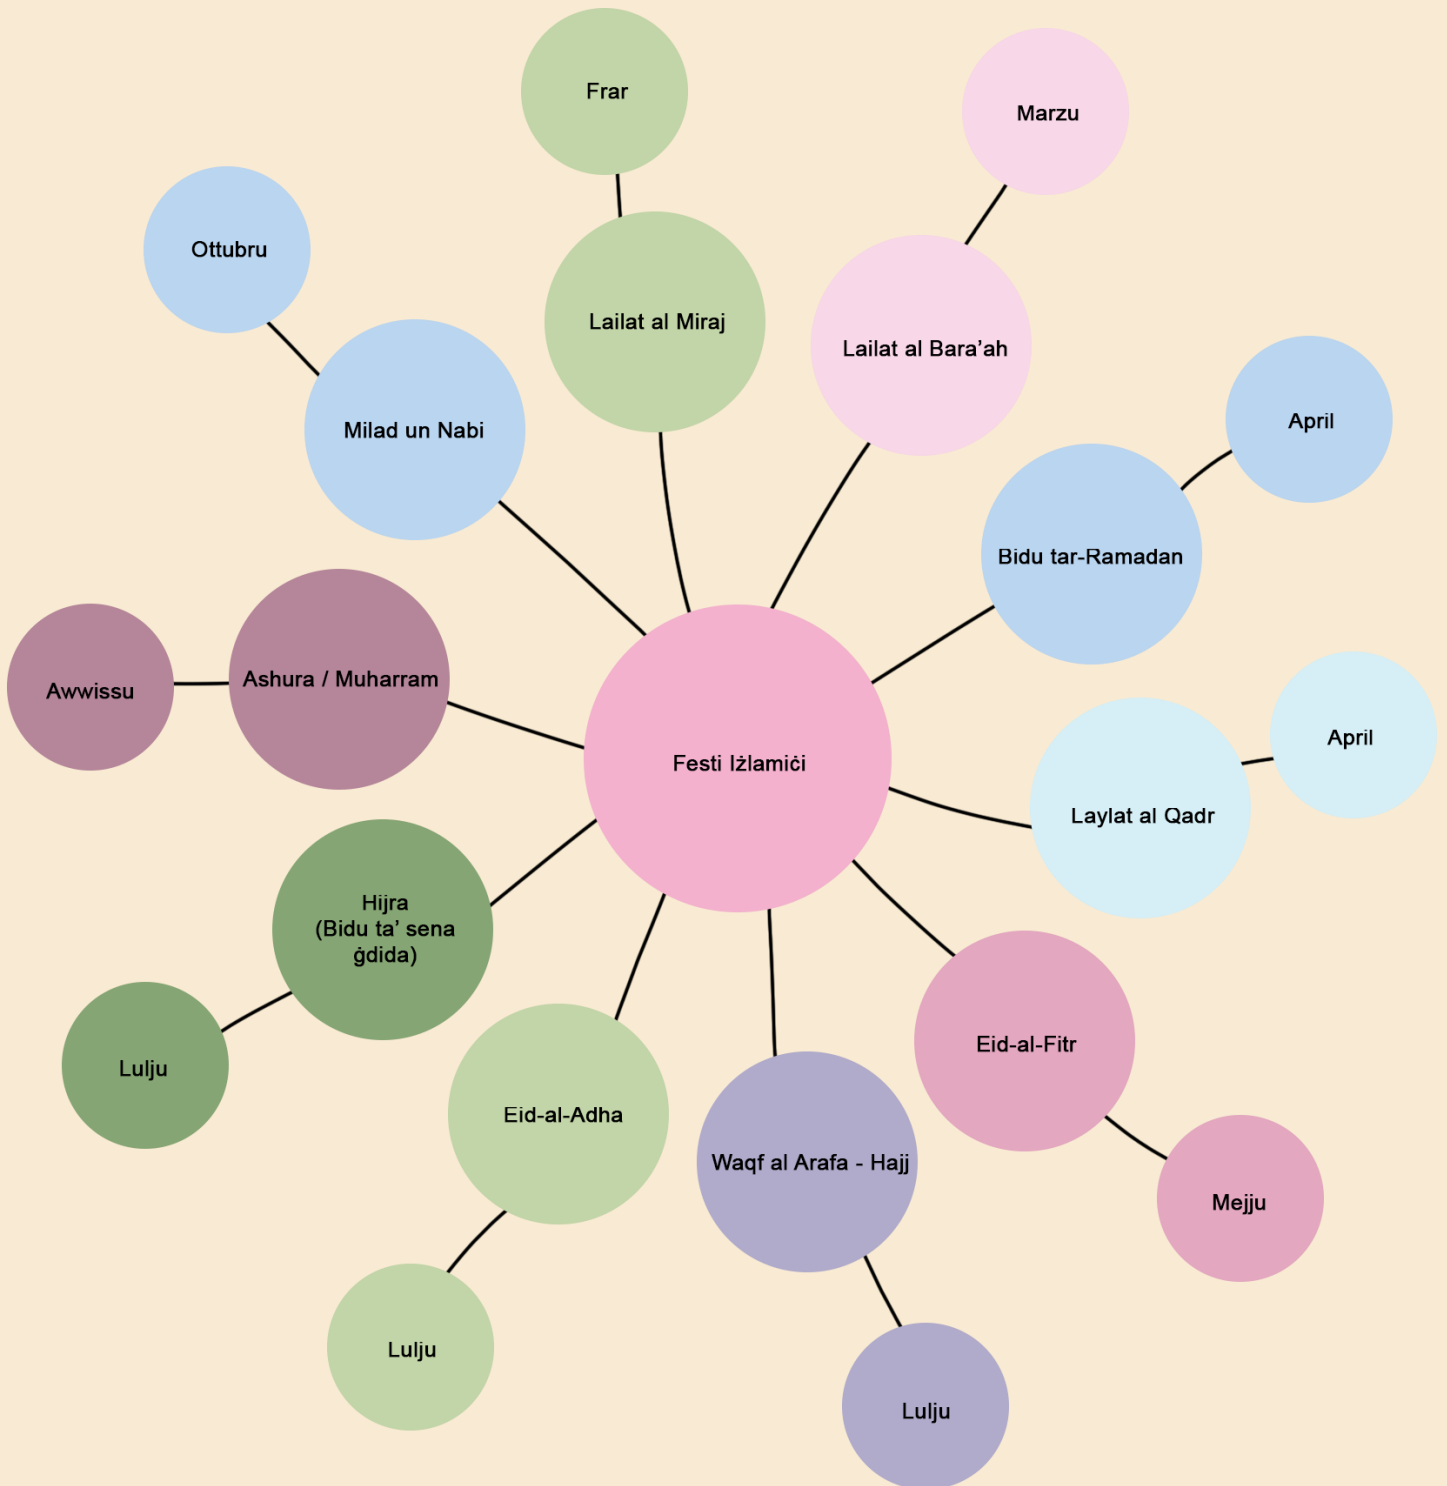 Frar
Marzu
Ottubru
Lailat al Miraj
Lailat al Bara’ah
April
Milad un Nabi
Bidu tar-Ramadan
Awwissu
Ashura / Muharram
April
Festi Iżlamiċi
Laylat al Qadr
Hijra
(Bidu ta’ sena
ġdida)
Lulju
Eid-al-Fitr
Eid-al-Adha
Waqf al Arafa - Hajj
Mejju
Lulju
Lulju